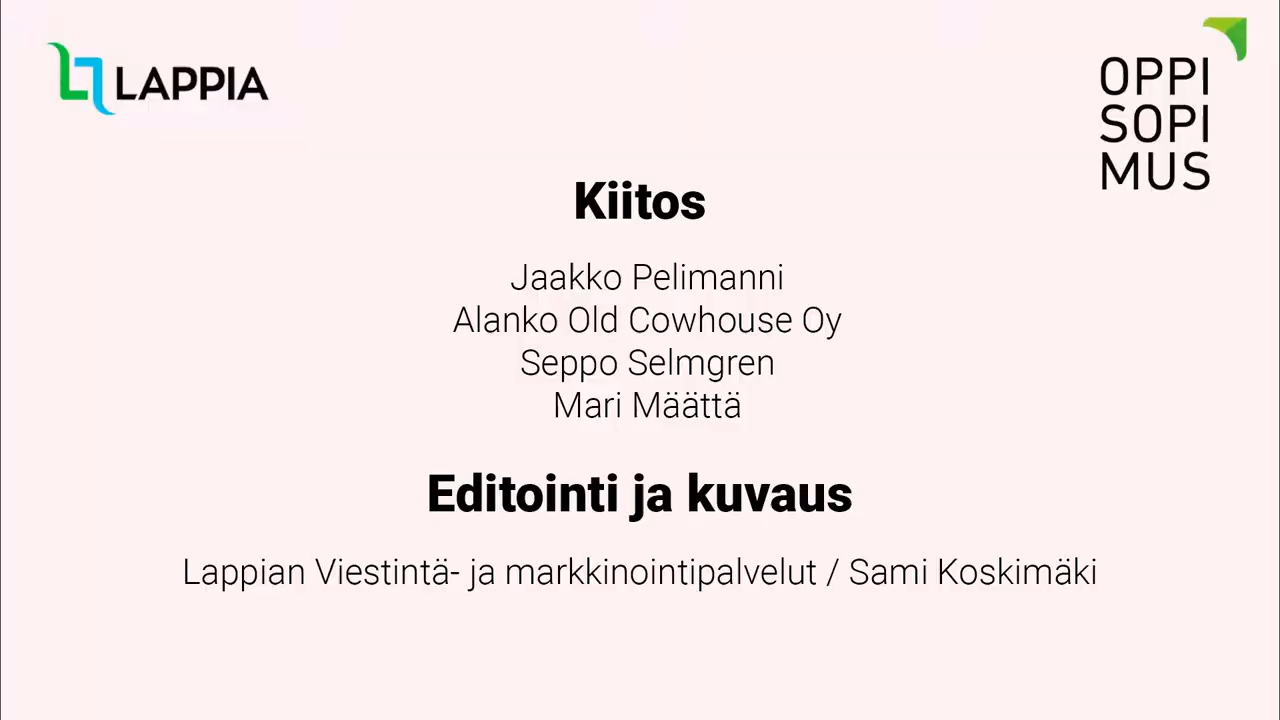 LAPPIA
OPPI
SOPI
MUS
Kiitos
Jaakko Pelimanni
Alanko Old Cowhouse Oy
Seppo Selmgren
Mari Määttä
Editointi ja kuvaus
Lappian Viestintä- ja markkinointipalvelut / Sami Koskimäki